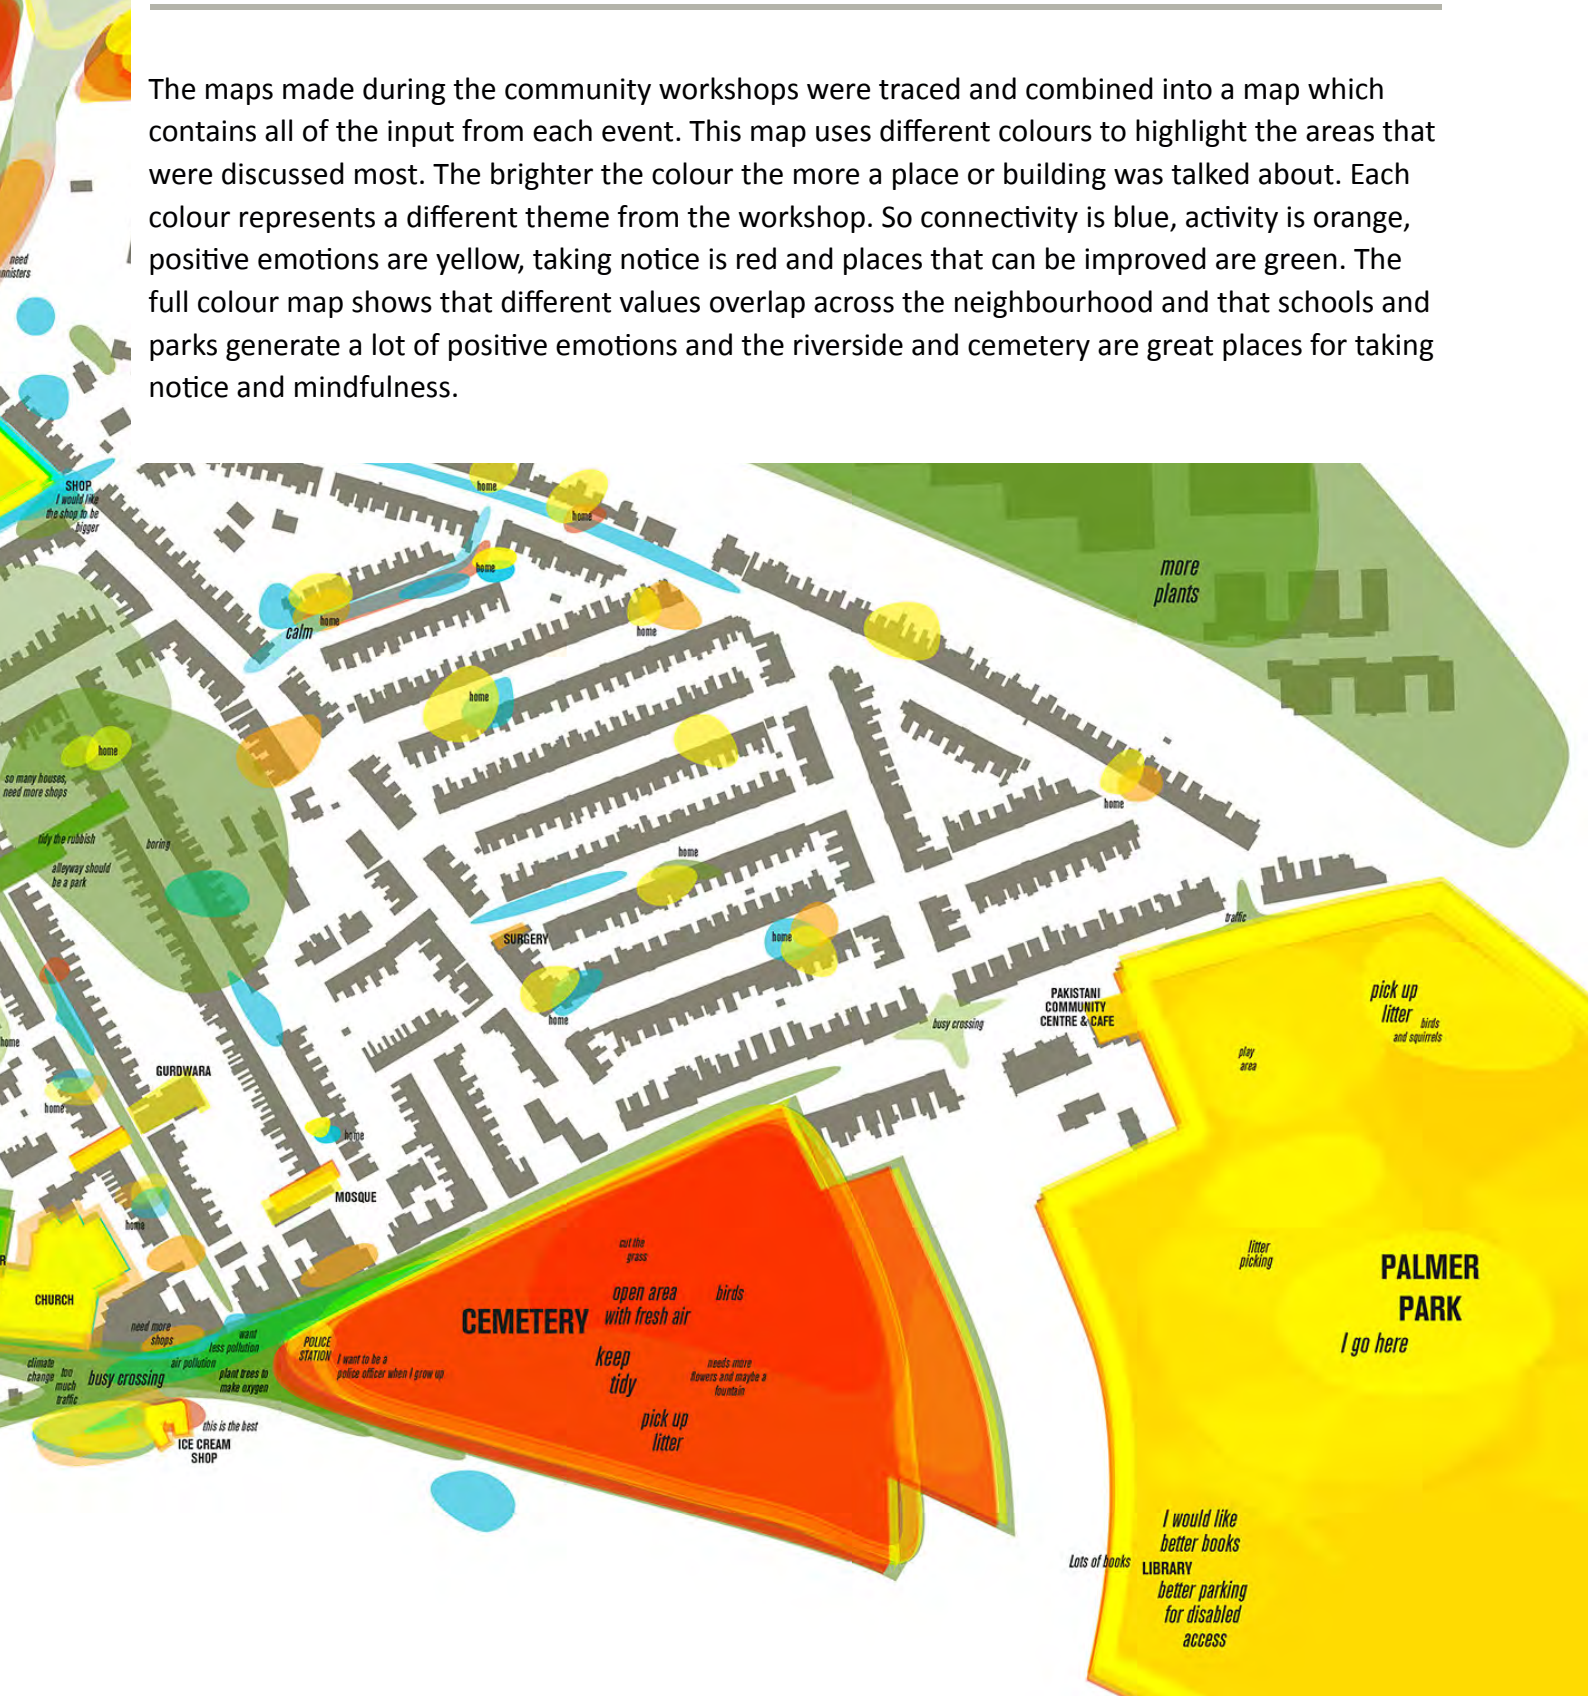 The maps made during the community workshops were traced and combined into a map which
contains all of the input from each event. This map uses different colours to highlight the areas that
were discussed most. The brighter the colour the more a place or building was talked about. Each
colour represents a different theme from the workshop. So connectivity is blue, activity is orange,
positive emotions are yellow, taking notice is red and places that can be improved are green. The
full colour map shows that different values overlap across the neighbourhood and that schools and
parks generate a lot of positive emotions and the riverside and cemetery are great places for taking
notice and mindfulness.
need
SHOP
I would like
the shop to be
bigger
home
home
home
home
calm
home
home
more
plants
home
so many houses,
need more shops
tidy the rubbish
alleyway should
be a park
boring
home
home
SURGERY
home
home
traffic
PAKISTANI
COMMUNITY
CENTRE & CAFE
busy crossing
pick up
litter
birds
and squirrels
play
area
home
GURDWARA
home
home
MOSQUE
home
R
CHURCH
need more
shops
want
less pollution
air pollution
climate
change
too
much
traffic
busy crossing
plant trees to
make oxygen
POLICE
STATION
I want to be a
police officer when I grow up
this is the best
ICE CREAM
SHOP
cut the
grass
open area
with fresh air
birds
CEMETERY
keep
tidy
needs more
flowers and maybe a
fountain
pick up
litter
litter
picking
PALMER
PARK
I go here
I would like
better books
Lots of books
LIBRARY
better parking
for disabled
access